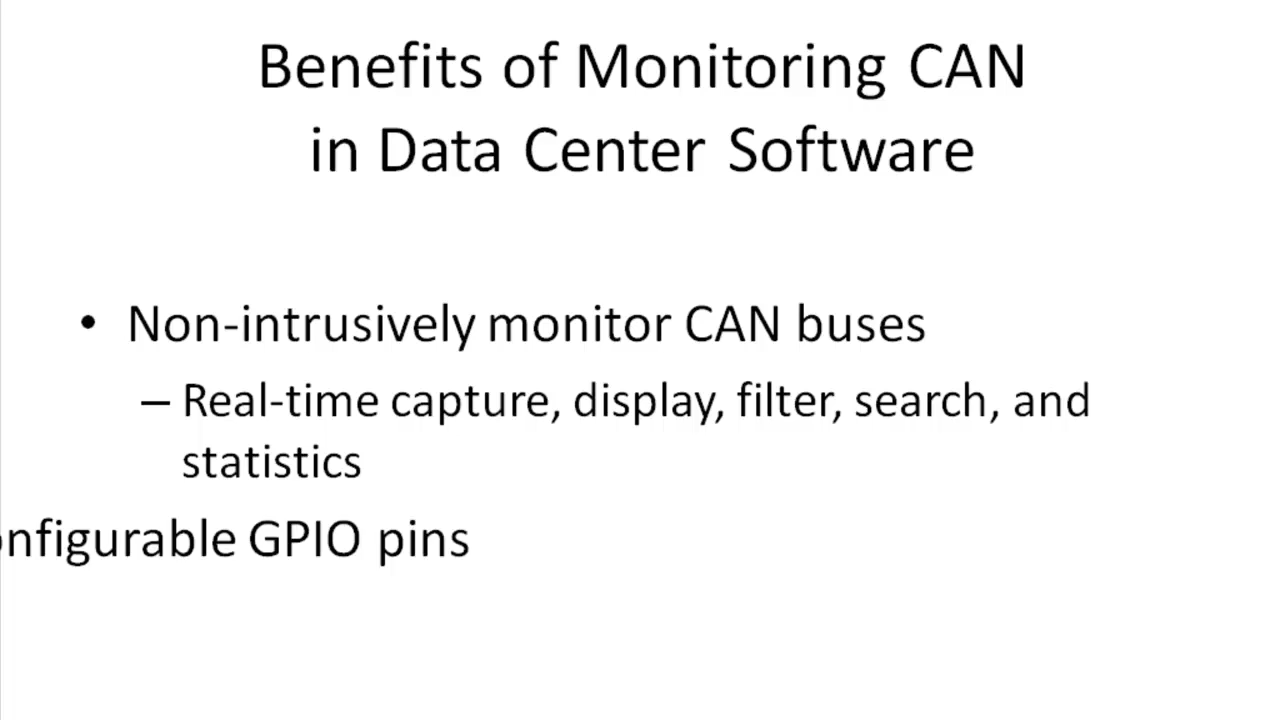 Benefits of Monitoring CAN
in Data Center Software
• Non-intrusively monitor CAN buses
– Real-time capture, display, filter, search, and
statistics
onfigurable GPIO pins